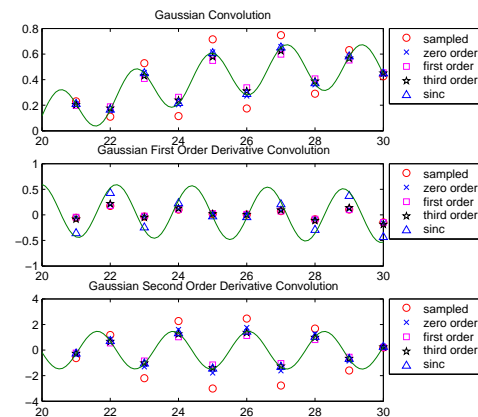 Gaussian Convolution
0.8
0.6
0.4
0.2
0
20 22 24 26 28 30
sampled
zero order
first order
third order
sinc
Gaussian First Order Derivative Convolution
1
0.5
0
−0.5
−1
20 22 24 26 28 30
sampled
zero order
first order
third order
sinc
Gaussian Second Order Derivative Convolution
4
2
0
−2
−4
20 22 24 26 28 30
sampled
zero order
first order
third order
sinc